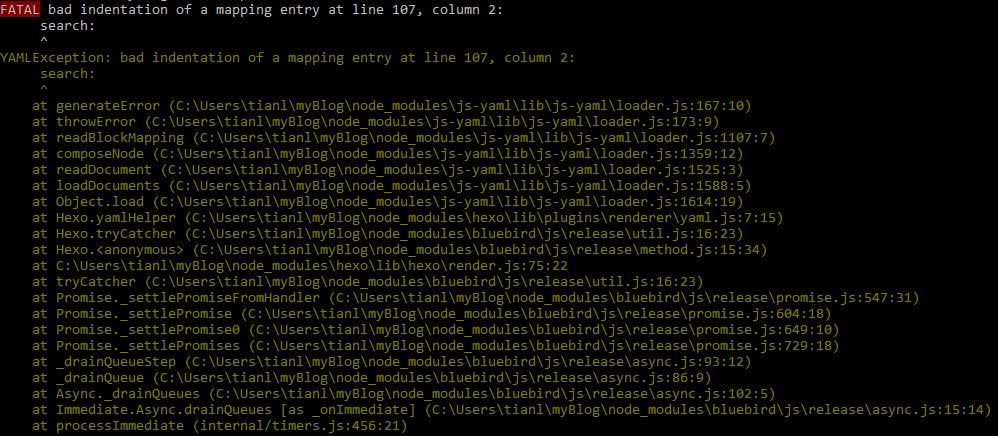 FATAL bad indentation of a mapping entry at line 107, column 2:
     search:
     ^
YAMLException: bad indentation of a mapping entry at line 107, column 2:
     search:
     ^
    at generateError (C:\Users\tianl\myBlog\node_modules\js-yaml\lib\js-yaml\loader.js:167:10)
    at throwError (C:\Users\tianl\myBlog\node_modules\js-yaml\lib\js-yaml\loader.js:173:9)
    at readBlockMapping (C:\Users\tianl\myBlog\node_modules\js-yaml\lib\js-yaml\loader.js:1107:7)
    at composeNode (C:\Users\tianl\myBlog\node_modules\js-yaml\lib\js-yaml\loader.js:1359:12)
    at readDocument (C:\Users\tianl\myBlog\node_modules\js-yaml\lib\js-yaml\loader.js:1525:3)
    at loadDocuments (C:\Users\tianl\myBlog\node_modules\js-yaml\lib\js-yaml\loader.js:1588:5)
    at Object.load (C:\Users\tianl\myBlog\node_modules\js-yaml\lib\js-yaml\loader.js:1614:19)
    at Hexo.yamlHelper (C:\Users\tianl\myBlog\node_modules\hexo\lib\plugins\renderer\yaml.js:7:15)
    at Hexo.tryCatcher (C:\Users\tianl\myBlog\node_modules\bluebird\js\release\util.js:16:23)
    at Hexo.<anonymous> (C:\Users\tianl\myBlog\node_modules\bluebird\js\release\method.js:15:34)
    at C:\Users\tianl\myBlog\node_modules\hexo\lib\hexo\render.js:75:22
    at tryCatcher (C:\Users\tianl\myBlog\node_modules\bluebird\js\release\util.js:16:23)
    at Promise._settlePromiseFromHandler (C:\Users\tianl\myBlog\node_modules\bluebird\js\release\promise.js:547:31)
    at Promise._settlePromise (C:\Users\tianl\myBlog\node_modules\bluebird\js\release\promise.js:604:18)
    at Promise._settlePromise0 (C:\Users\tianl\myBlog\node_modules\bluebird\js\release\promise.js:649:10)
    at Promise._settlePromises (C:\Users\tianl\myBlog\node_modules\bluebird\js\release\promise.js:729:18)
    at _drainQueueStep (C:\Users\tianl\myBlog\node_modules\bluebird\js\release\async.js:93:12)
    at _drainQueue (C:\Users\tianl\myBlog\node_modules\bluebird\js\release\async.js:86:9)
    at Async._drainQueues (C:\Users\tianl\myBlog\node_modules\bluebird\js\release\async.js:102:5)
    at Immediate.Async.drainQueues [as _onImmediate] (C:\Users\tianl\myBlog\node_modules\bluebird\js\release\async.js:15:14)
    at processImmediate (internal/timers.js:456:21)